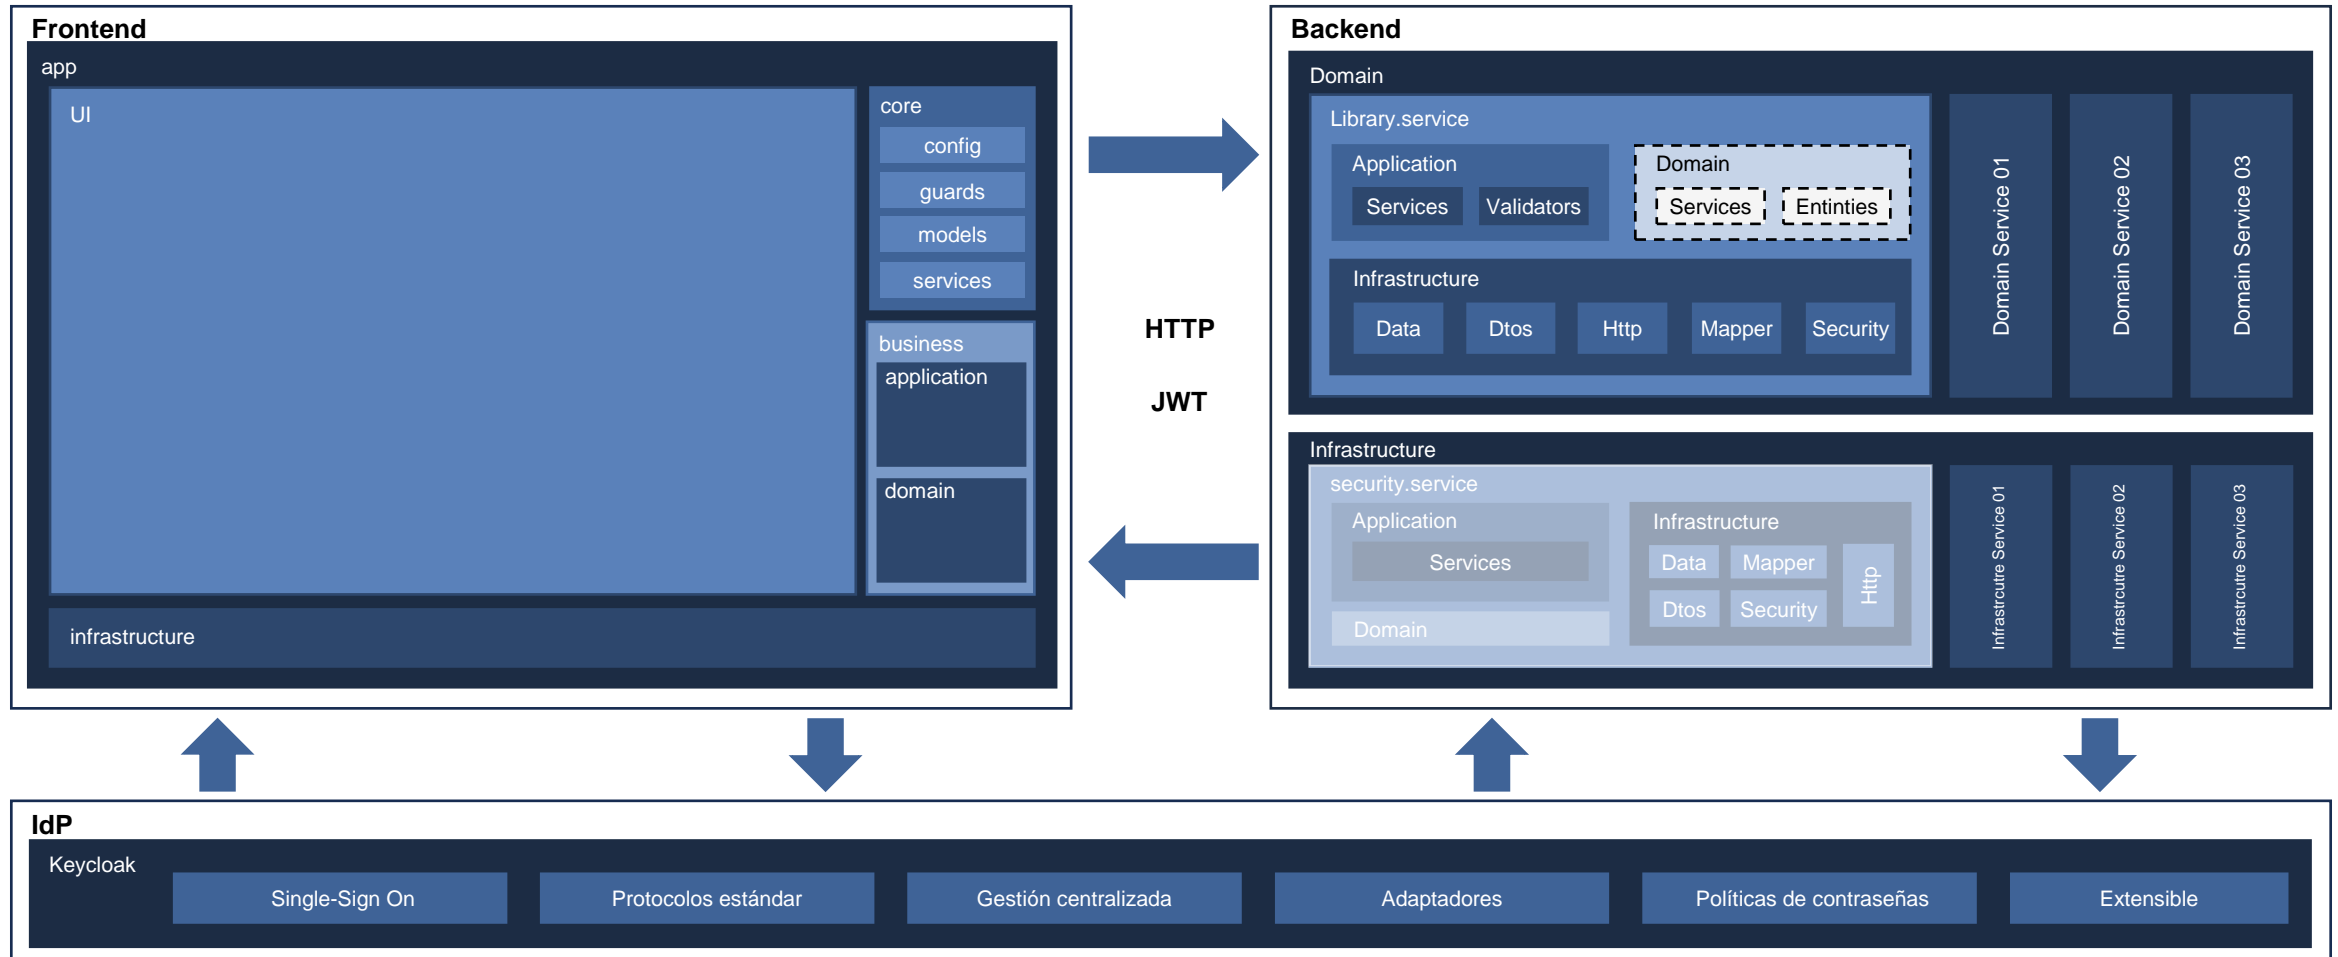 Frontend
app
UI
core
config
guards
models
services
business
application
domain
infrastructure
HTTP
JWT
Backend
Domain
Library.service
Application
Services
Validators
Domain
Services
Entinties
Infrastructure
Data
Dtos
Http
Mapper
Security
Domain Service 01
Domain Service 02
Domain Service 03
Infrastructure
security.service
Application
Services
Domain
Infrastructure
Data
Mapper
Dtos
Security
Http
Infrastrcutre Service 01
Infrastrcutre Service 02
Infrastrcutre Service 03
IdP
Keycloak
Single-Sign On
Protocolos estándar
Gestión centralizada
Adaptadores
Políticas de contraseñas
Extensible